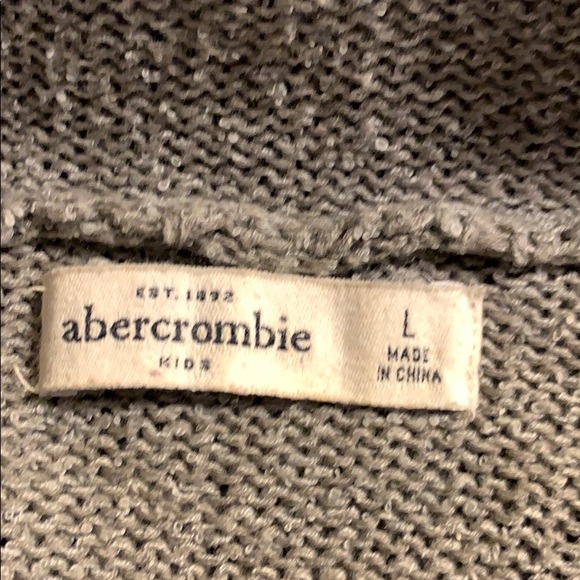 EST. 1892
abercrombie
KIDS
L
MADE
IN CHINA